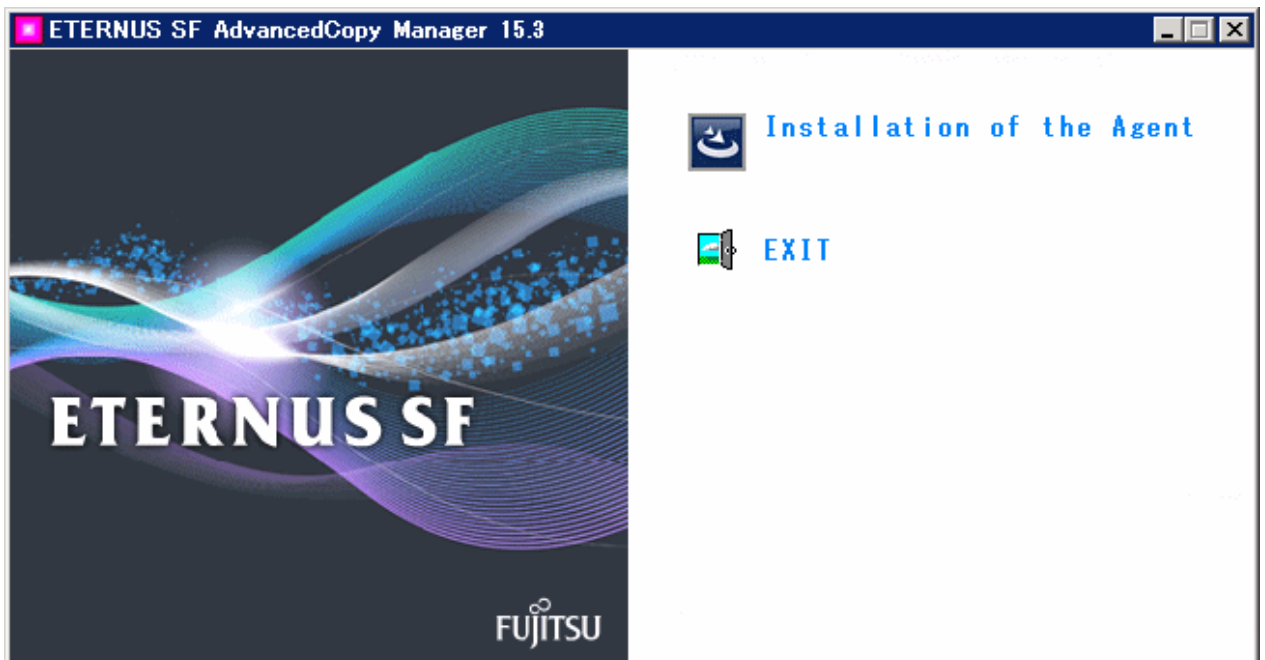 ETERNUS SF AdvancedCopy Manager 15.3
Installation of the Agent
EXIT
ETERNUS SF
FUJITSU